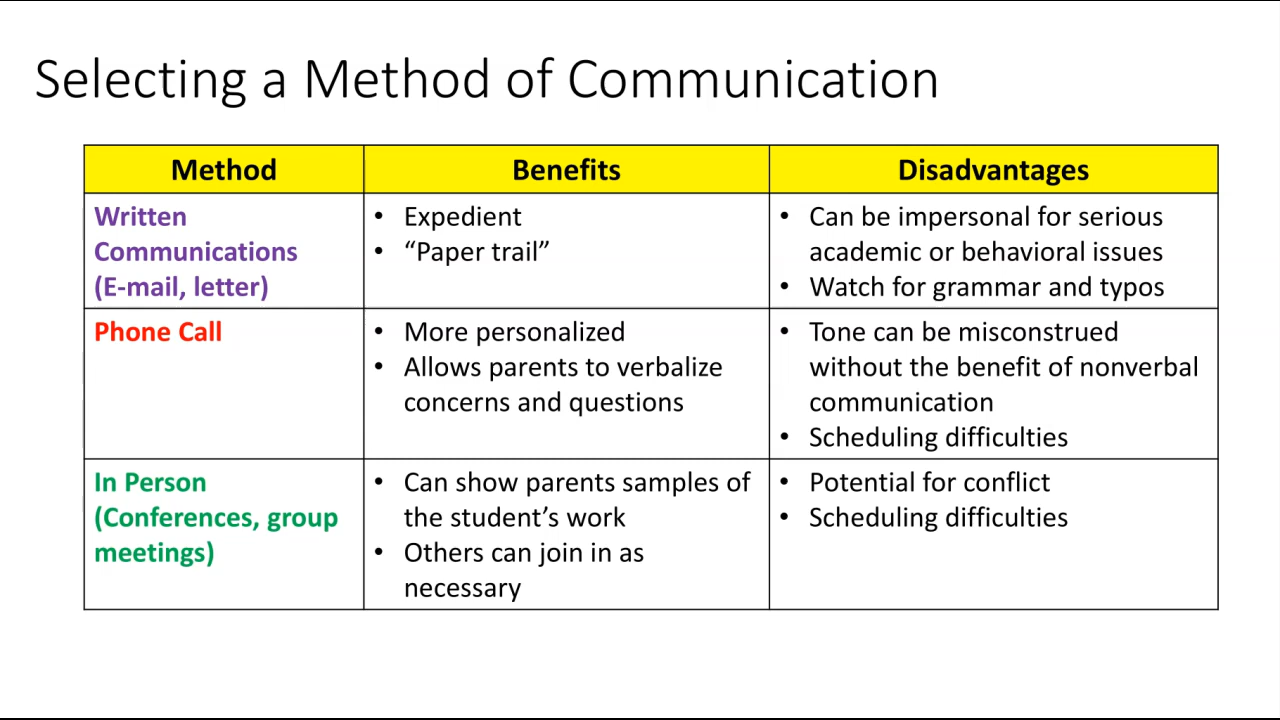 Selecting a Method of Communication
Method
Benefits
Disadvantages
Written
Communications
(E-mail, letter)
• Expedient
• “Paper trail”
• Can be impersonal for serious
academic or behavioral issues
• Watch for grammar and typos
Phone Call
• More personalized
• Allows parents to verbalize
concerns and questions
• Tone can be misconstrued
without the benefit of nonverbal
communication
• Scheduling difficulties
In Person
(Conferences, group
meetings)
• Can show parents samples of
the student’s work
• Others can join in as
necessary
• Potential for conflict
• Scheduling difficulties